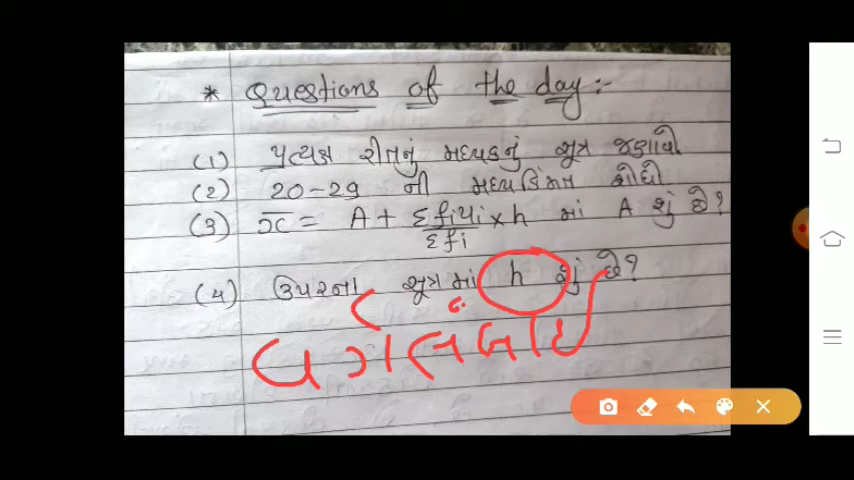 * Questions of the day :-
(1) પ્રત્યક્ષ રીતનું મધ્યકનું સૂત્ર જણાવો
(2) 20-29 ની મધ્યકિંમત શોધો
(3) x̄ = A + Σfiui/Σfi × h માં A શું છે?
(4) ઉપરના સૂત્રમાં h શું છે?
વર્ગલંબાઈ